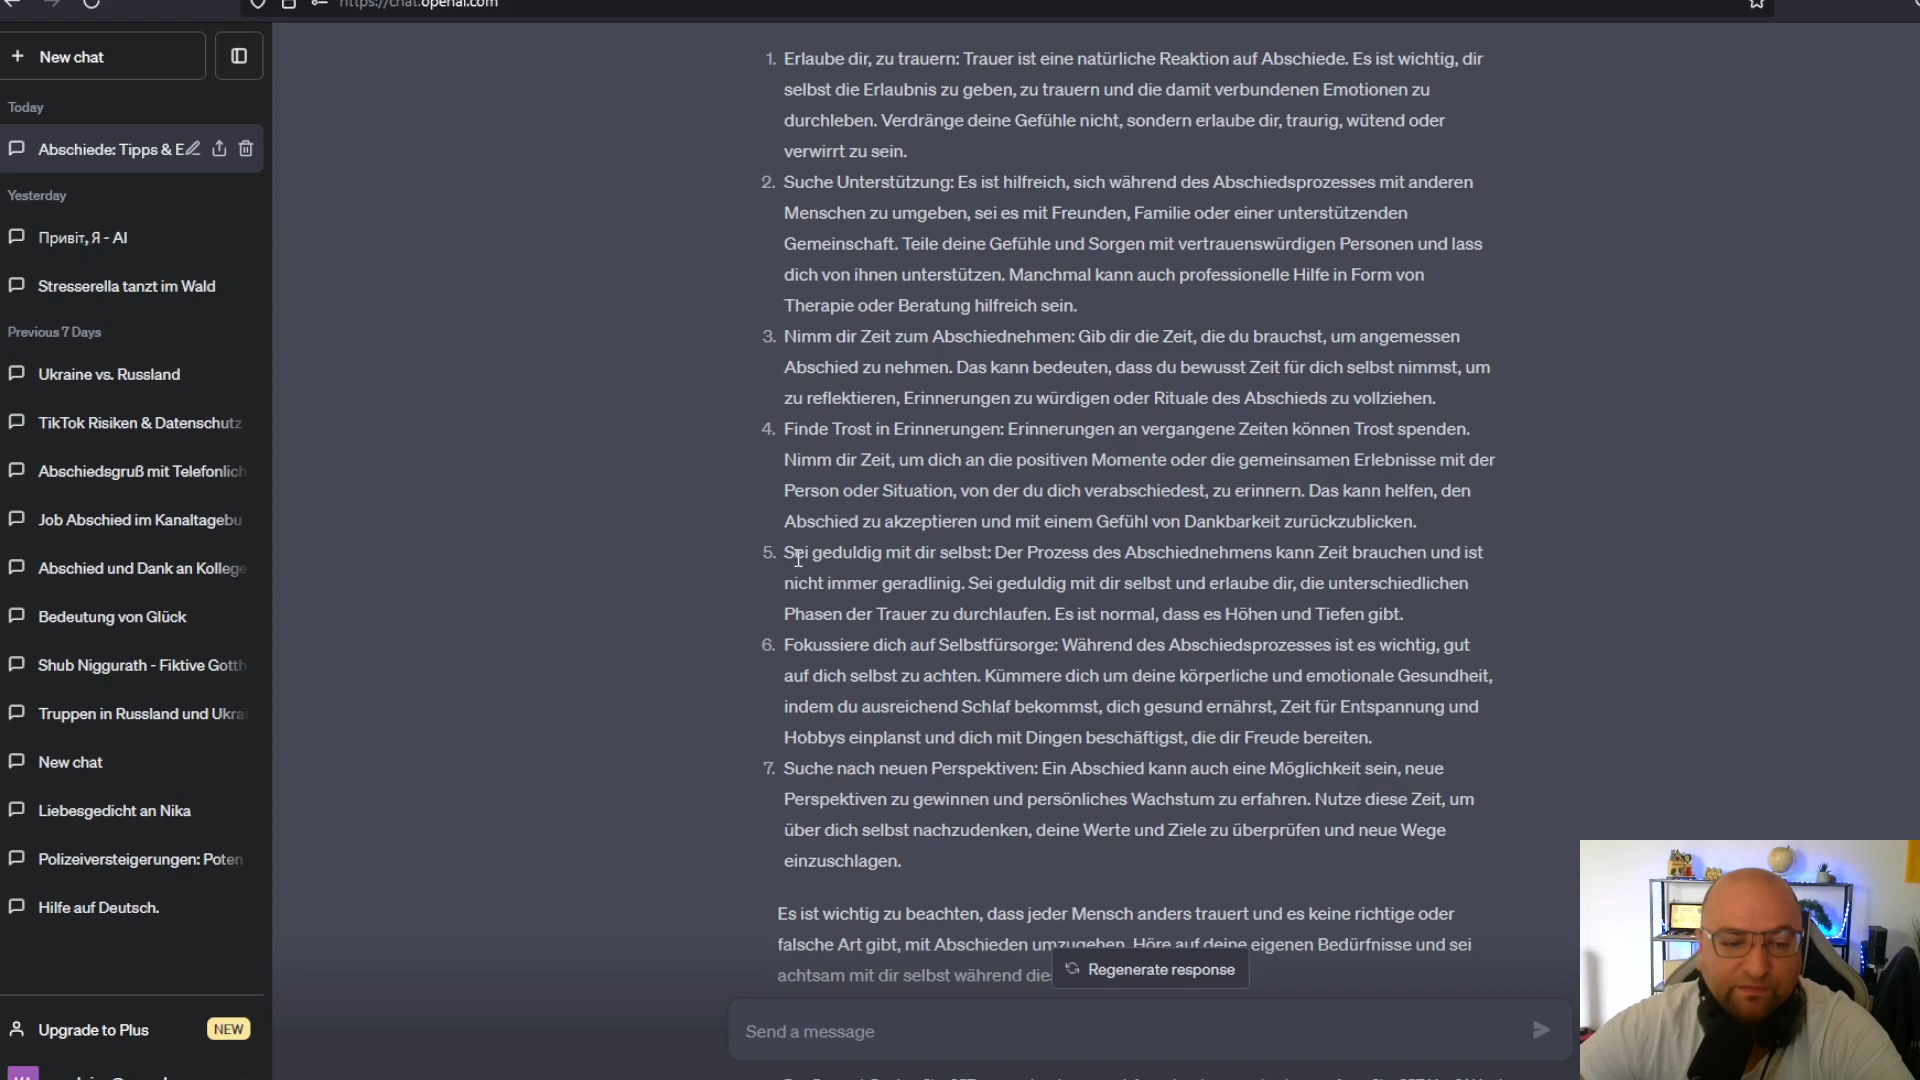 https://chat.openai.com
New chat
Today
Abschiede: Tipps & E
Yesterday
Привіт, Я - AI
Stresserella tanzt im Wald
Previous 7 Days
Ukraine vs. Russland
TikTok Risiken & Datenschutz
Abschiedsgruß mit Telefonlich
Job Abschied im Kanaltagebu
Abschied und Dank an Kollege
Bedeutung von Glück
Shub Niggurath - Fiktive Gotth
Truppen in Russland und Ukrai
New chat
Liebesgedicht an Nika
Polizeiversteigerungen: Poten
Hilfe auf Deutsch.
Upgrade to Plus NEW
1. Erlaube dir, zu trauern: Trauer ist eine natürliche Reaktion auf Abschiede. Es ist wichtig, dir
selbst die Erlaubnis zu geben, zu trauern und die damit verbundenen Emotionen zu
durchleben. Verdränge deine Gefühle nicht, sondern erlaube dir, traurig, wütend oder
verwirrt zu sein.
2. Suche Unterstützung: Es ist hilfreich, sich während des Abschiedsprozesses mit anderen
Menschen zu umgeben, sei es mit Freunden, Familie oder einer unterstützenden
Gemeinschaft. Teile deine Gefühle und Sorgen mit vertrauenswürdigen Personen und lass
dich von ihnen unterstützen. Manchmal kann auch professionelle Hilfe in Form von
Therapie oder Beratung hilfreich sein.
3. Nimm dir Zeit zum Abschiednehmen: Gib dir die Zeit, die du brauchst, um angemessen
Abschied zu nehmen. Das kann bedeuten, dass du bewusst Zeit für dich selbst nimmst, um
zu reflektieren, Erinnerungen zu würdigen oder Rituale des Abschieds zu vollziehen.
4. Finde Trost in Erinnerungen: Erinnerungen an vergangene Zeiten können Trost spenden.
Nimm dir Zeit, um dich an die positiven Momente oder die gemeinsamen Erlebnisse mit der
Person oder Situation, von der du dich verabschiedest, zu erinnern. Das kann helfen, den
Abschied zu akzeptieren und mit einem Gefühl von Dankbarkeit zurückzublicken.
5. Sei geduldig mit dir selbst: Der Prozess des Abschiednehmens kann Zeit brauchen und ist
nicht immer geradlinig. Sei geduldig mit dir selbst und erlaube dir, die unterschiedlichen
Phasen der Trauer zu durchlaufen. Es ist normal, dass es Höhen und Tiefen gibt.
6. Fokussiere dich auf Selbstfürsorge: Während des Abschiedsprozesses ist es wichtig, gut
auf dich selbst zu achten. Kümmere dich um deine körperliche und emotionale Gesundheit,
indem du ausreichend Schlaf bekommst, dich gesund ernährst, Zeit für Entspannung und
Hobbys einplanst und dich mit Dingen beschäftigst, die dir Freude bereiten.
7. Suche nach neuen Perspektiven: Ein Abschied kann auch eine Möglichkeit sein, neue
Perspektiven zu gewinnen und persönliches Wachstum zu erfahren. Nutze diese Zeit, um
über dich selbst nachzudenken, deine Werte und Ziele zu überprüfen und neue Wege
einzuschlagen.
Es ist wichtig zu beachten, dass jeder Mensch anders trauert und es keine richtige oder
falsche Art gibt, mit Abschieden umzugehen. Höre auf deine eigenen Bedürfnisse und sei
achtsam mit dir selbst während dies
Regenerate response
Send a message